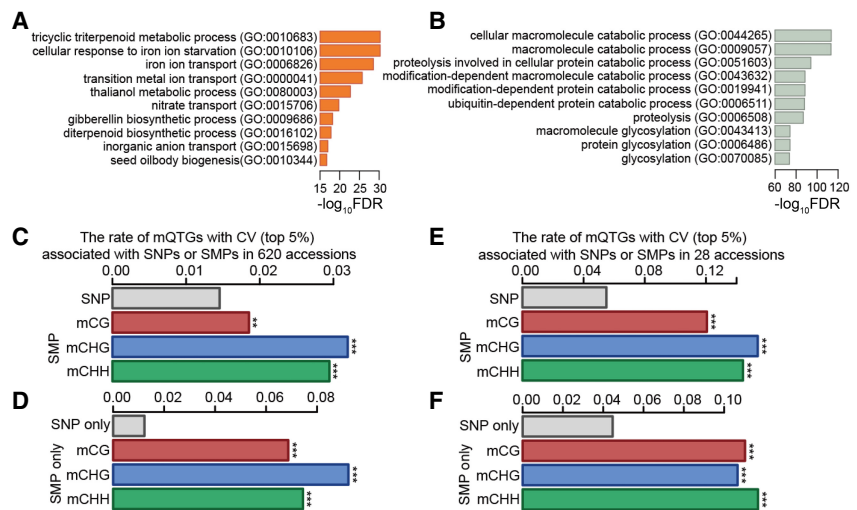 A
tricyclic triterpenoid metabolic process (GO:0010683)
cellular response to iron ion starvation (GO:0010106)
iron ion transport (GO:0006826)
transition metal ion transport (GO:0000041)
thalianol metabolic process (GO:0080003)
nitrate transport (GO:0015706)
gibberellin biosynthetic process (GO:0009686)
diterpenoid biosynthetic process (GO:0016102)
inorganic anion transport (GO:0015698)
seed oilbody biogenesis(GO:0010344)
15 20 25 30
-log10FDR
B
cellular macromolecule catabolic process (GO:0044265)
macromolecule catabolic process (GO:0009057)
proteolysis involved in cellular protein catabolic process (GO:0051603)
modification-dependent macromolecule catabolic process (GO:0043632)
modification-dependent protein catabolic process (GO:0019941)
ubiquitin-dependent protein catabolic process (GO:0006511)
proteolysis (GO:0006508)
macromolecule glycosylation (GO:0043413)
protein glycosylation (GO:0006486)
glycosylation (GO:0070085)
60 80 100 120
-log10FDR
C
The rate of mQTGs with CV (top 5%)
associated with SNPs or SMPs in 620 accessions
0.00 0.01 0.02 0.03
SNP
mCG **
mCHG ***
mCHH ***
SMP
D
0.00 0.02 0.04 0.06 0.08
SNP only
mCG ***
mCHG ***
mCHH ***
SMP only
E
The rate of mQTGs with CV (top 5%)
associated with SNPs or SMPs in 28 accessions
0.00 0.04 0.08 0.12
SNP
mCG ***
mCHG ***
mCHH ***
SMP
F
0.00 0.02 0.04 0.06 0.08 0.10
SNP only
mCG ***
mCHG ***
mCHH ***
SMP only